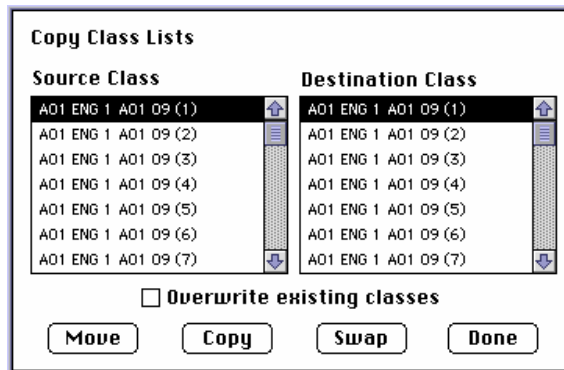 Copy Class Lists
Source Class
A01 ENG 1 A01 09 (1)
A01 ENG 1 A01 09 (2)
A01 ENG 1 A01 09 (3)
A01 ENG 1 A01 09 (4)
A01 ENG 1 A01 09 (5)
A01 ENG 1 A01 09 (6)
A01 ENG 1 A01 09 (7)
Destination Class
A01 ENG 1 A01 09 (1)
A01 ENG 1 A01 09 (2)
A01 ENG 1 A01 09 (3)
A01 ENG 1 A01 09 (4)
A01 ENG 1 A01 09 (5)
A01 ENG 1 A01 09 (6)
A01 ENG 1 A01 09 (7)
Overwrite existing classes
Move Copy Swap Done